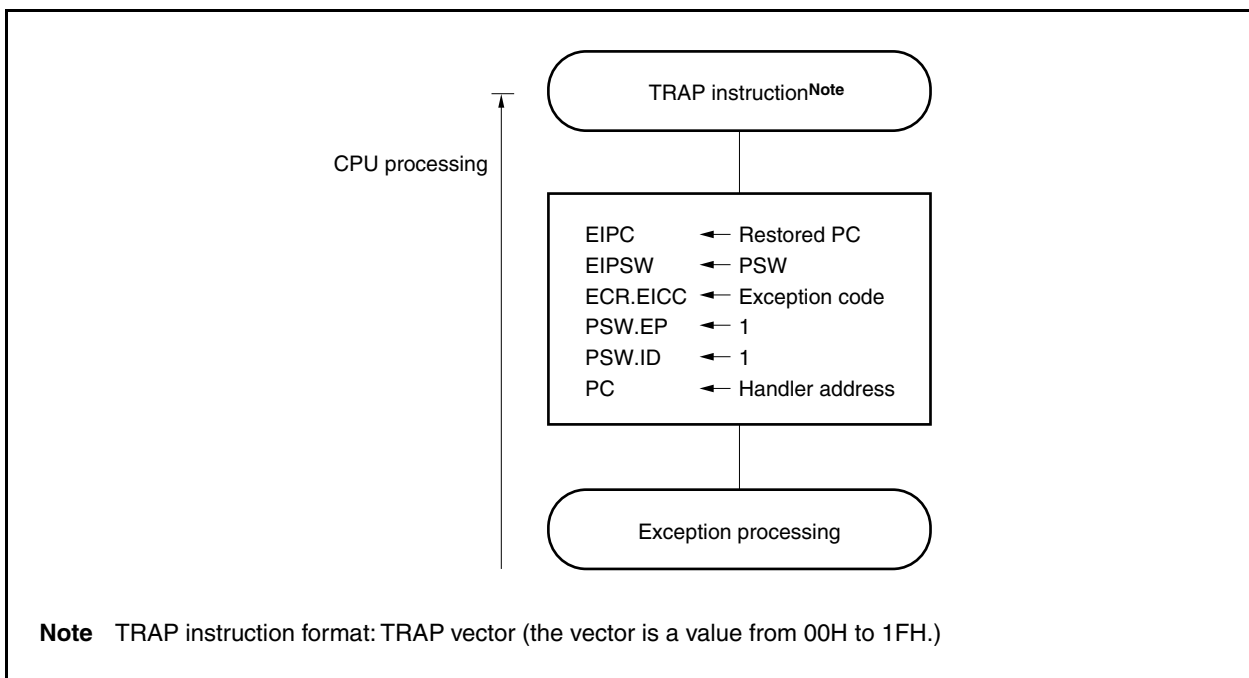 TRAP instructionNote
CPU processing
EIPC ← Restored PC
EIPSW ← PSW
ECR.EICC ← Exception code
PSW.EP ← 1
PSW.ID ← 1
PC ← Handler address
Exception processing
Note TRAP instruction format: TRAP vector (the vector is a value from 00H to 1FH.)